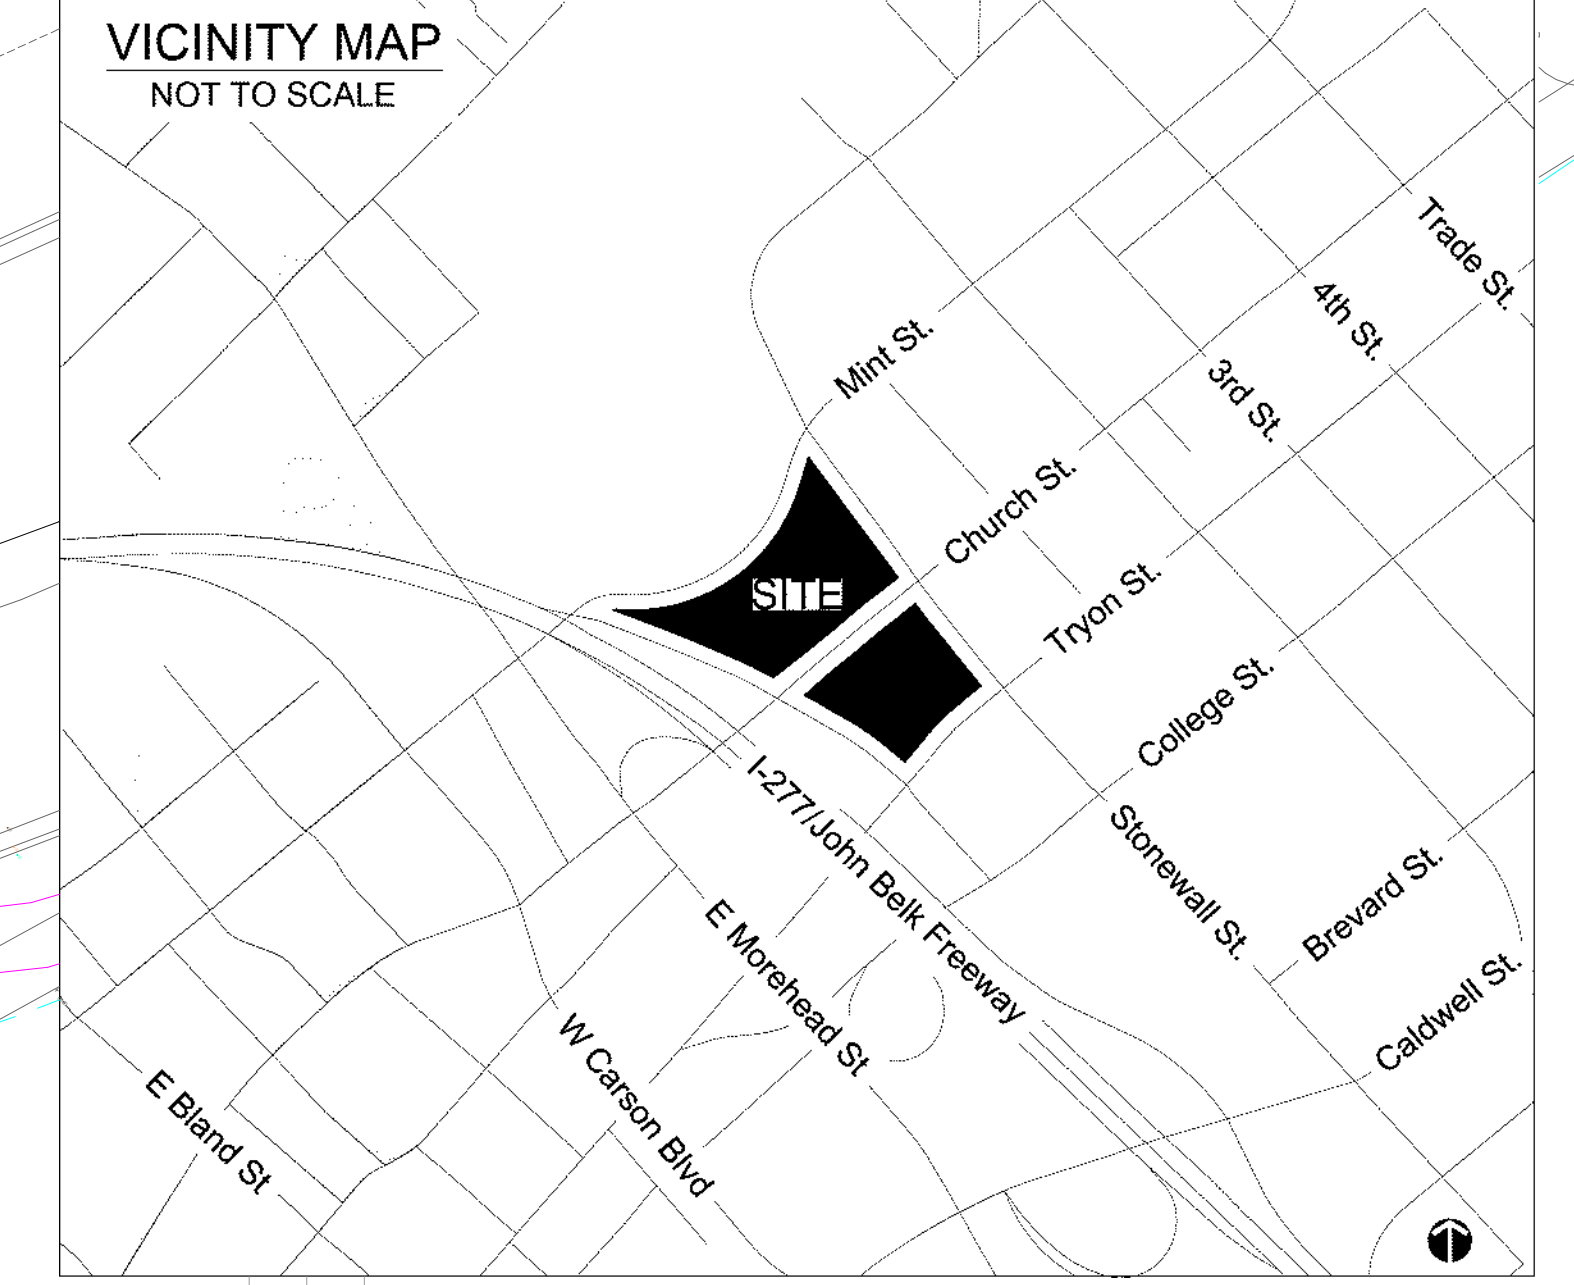 VICINITY MAP
NOT TO SCALE
Trade St.
4th St.
Mint St.
3rd St.
Church St.
SITE
Tryon St.
College St.
I-277/John Belk Freeway
Stonewall St.
Brevard St.
E Morehead St
Caldwell St.
W Carson Blvd
E Bland St